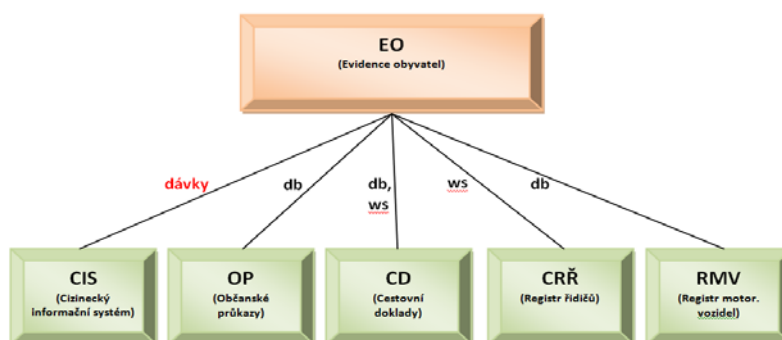 EO
(Evidence obyvatel)
dávky
db
db,
ws
ws
db
CIS
(Cizinecký
informační systém)
OP
(Občanské
průkazy)
CD
(Cestovní
doklady)
CRŘ
(Registr řidičů)
RMV
(Registr motor.
vozidel)